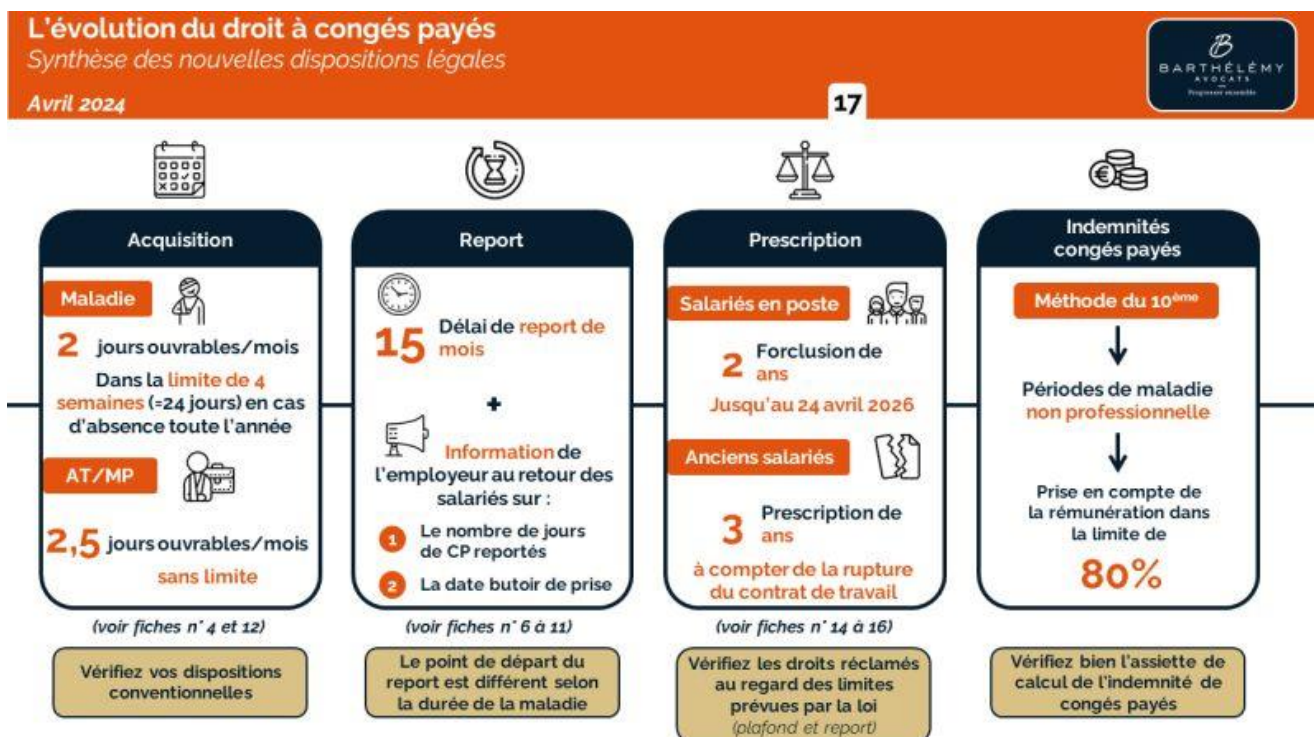 L'évolution du droit à congés payés
Synthèse des nouvelles dispositions légales
Avril 2024
17
B
BARTHÉLÉMY
AVOCATS
Progressons ensemble
Acquisition
Maladie
2 jours ouvrables/mois
Dans la limite de 4
semaines (=24 jours) en cas
d'absence toute l'année
AT/MP
2,5 jours ouvrables/mois
sans limite
(voir fiches n° 4 et 12)
Vérifiez vos dispositions
conventionnelles
Report
15 Délai de report de
mois
+
Information de
l'employeur au retour des
salariés sur :
1 Le nombre de jours
de CP reportés
2 La date butoir de prise
(voir fiches n° 6 à 11)
Le point de départ du
report est différent selon
la durée de la maladie
Prescription
Salariés en poste
2 Forclusion de
ans
Jusqu'au 24 avril 2026
Anciens salariés
3 Prescription de
ans
à compter de la rupture
du contrat de travail
(voir fiches n° 14 à 16)
Vérifiez les droits réclamés
au regard des limites
prévues par la loi
(plafond et report)
€
Indemnités
congés payés
Méthode du 10ème
Périodes de maladie
non professionnelle
Prise en compte de
la rémunération dans
la limite de
80%
Vérifiez bien l'assiette de
calcul de l'indemnité de
congés payés